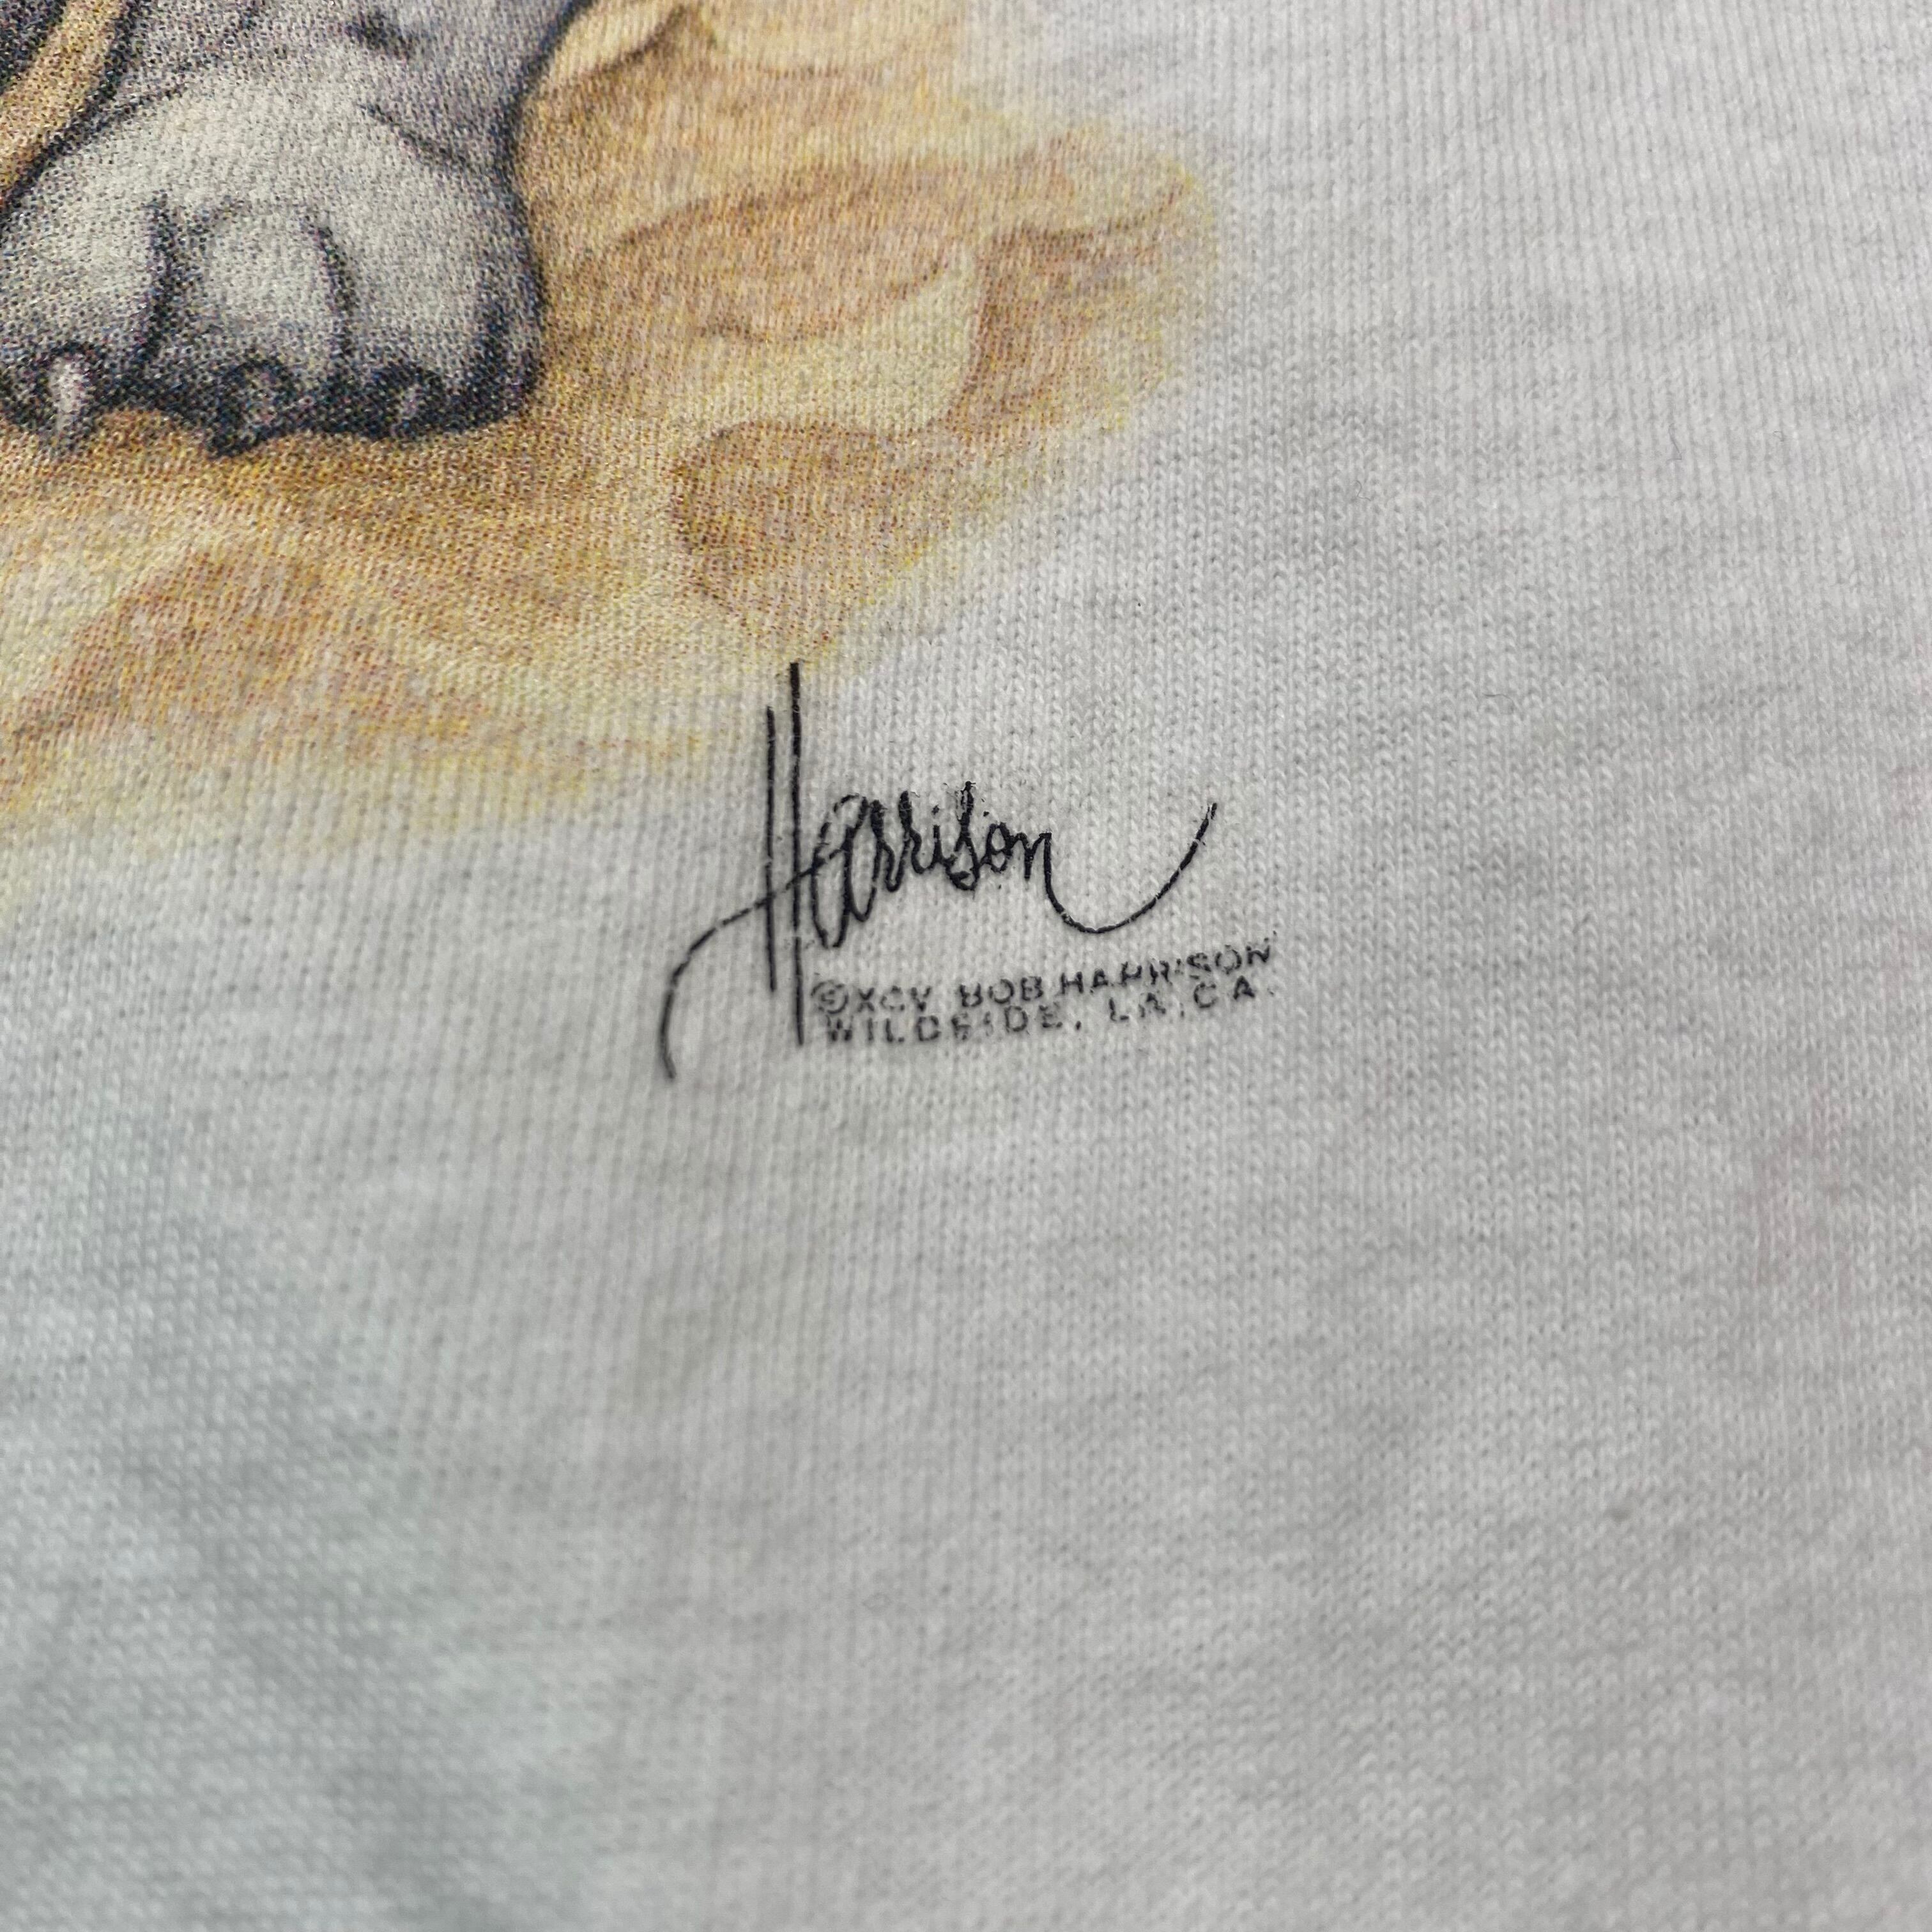 Harrison
©XCV BOB HARRISON
WILDSIDE, LA, CA.